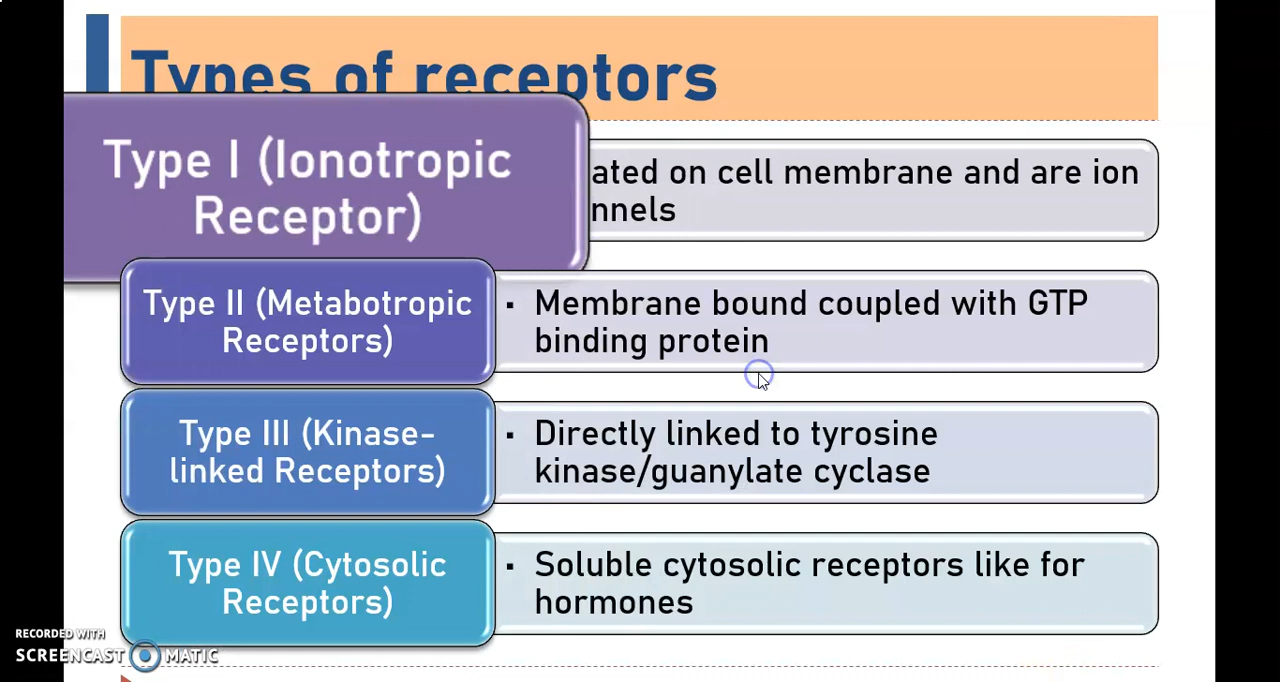 Types of receptors
Type I (Ionotropic
Receptor)
ated on cell membrane and are ion
nnels
Type II (Metabotropic
Receptors)
▪ Membrane bound coupled with GTP
binding protein
Type III (Kinase-
linked Receptors)
▪ Directly linked to tyrosine
kinase/guanylate cyclase
Type IV (Cytosolic
Receptors)
▪ Soluble cytosolic receptors like for
hormones
RECORDED WITH
SCREENCAST MATIC